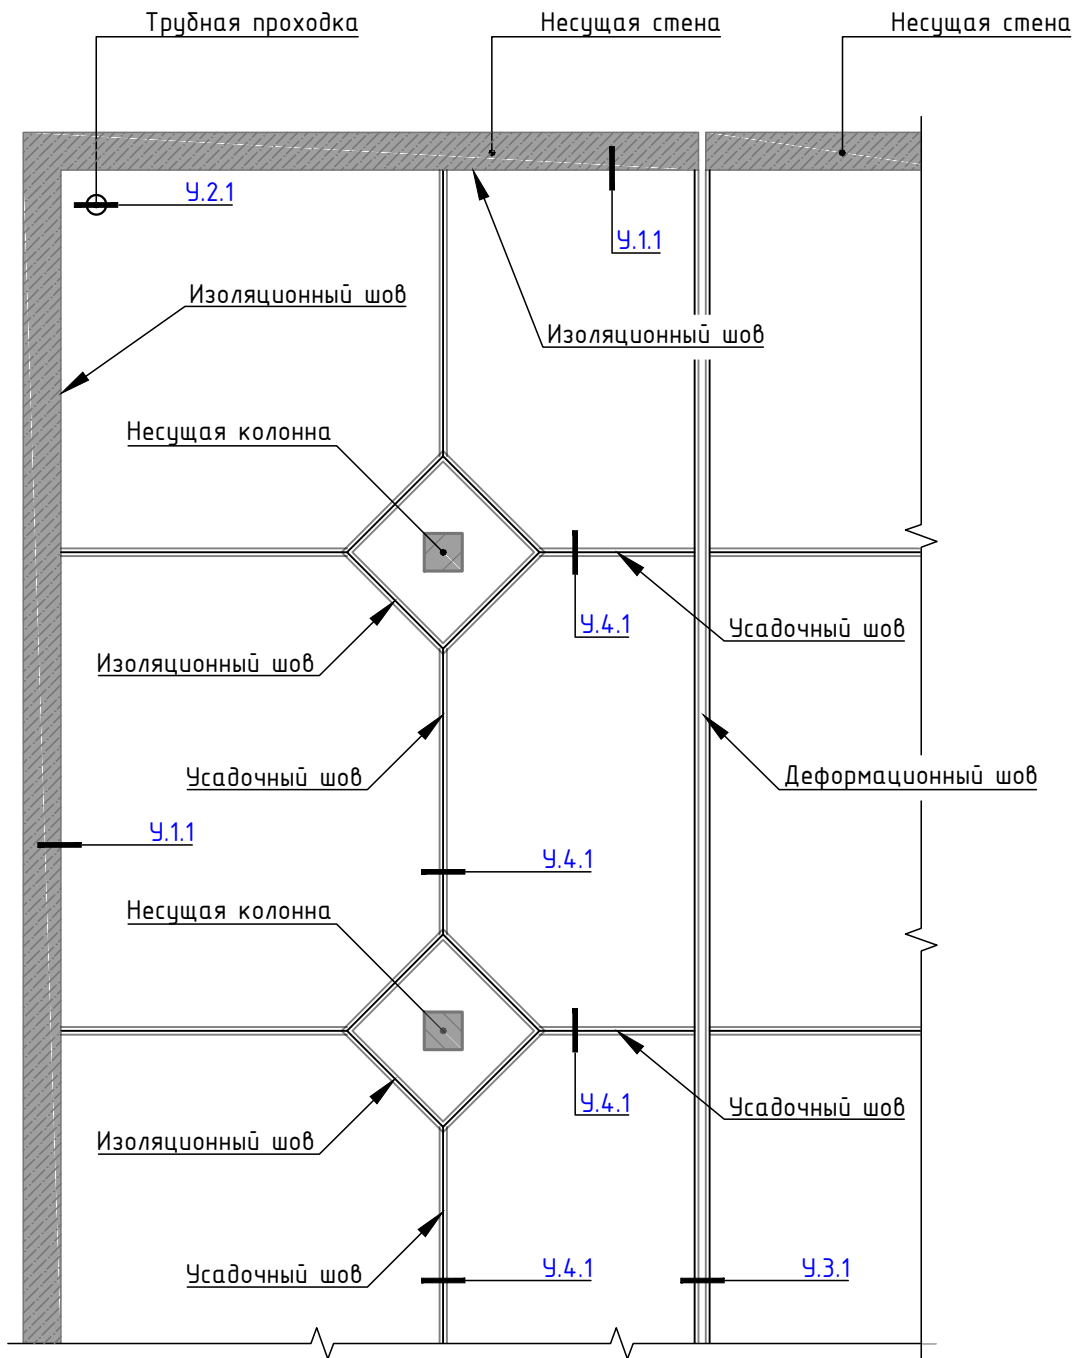 Трубная проходка
Несущая стена
Несущая стена
У.2.1
У.1.1
Изоляционный шов
Изоляционный шов
Несущая колонна
У.4.1
Усадочный шов
Изоляционный шов
Усадочный шов
Деформационный шов
У.1.1
У.4.1
Несущая колонна
У.4.1
Усадочный шов
Изоляционный шов
Усадочный шов
У.4.1
У.3.1